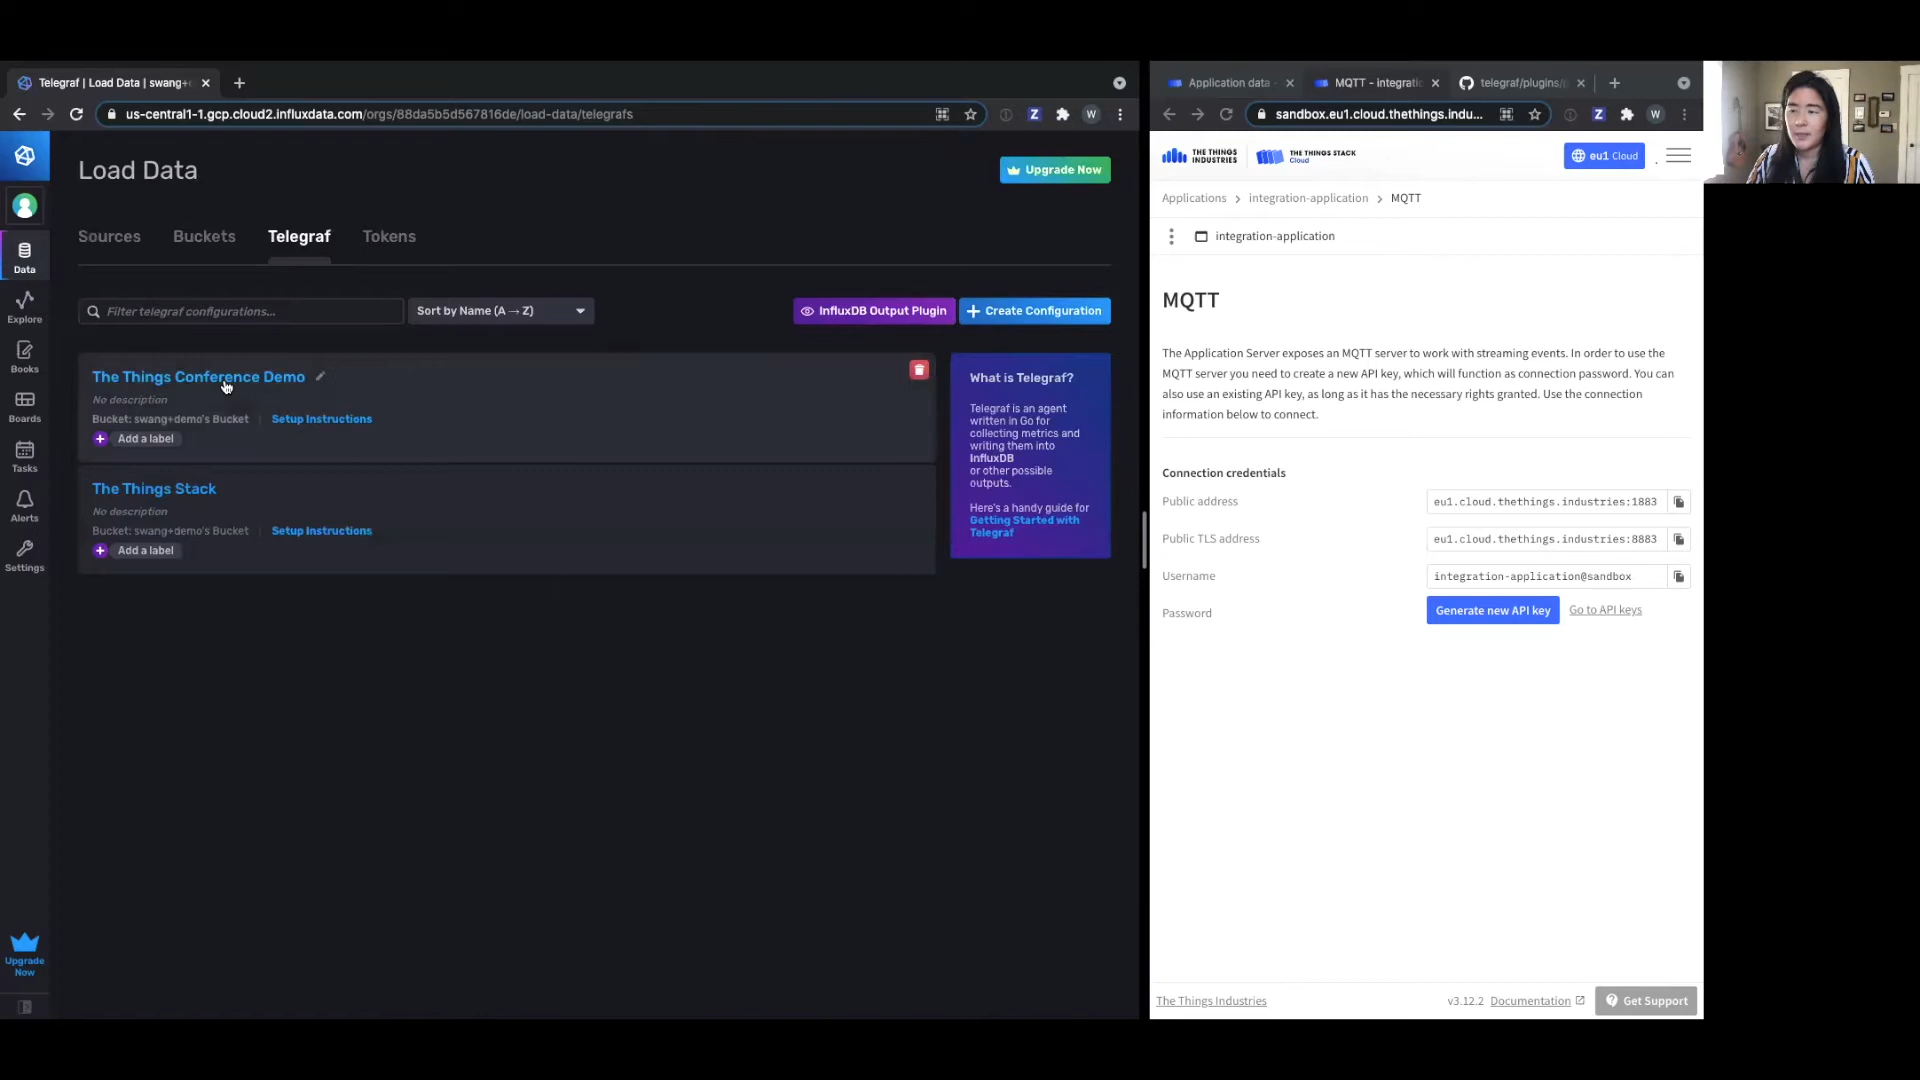 Telegraf | Load Data | swang+
us-central1-1.gcp.cloud2.influxdata.com/orgs/88da5b5d567816de/load-data/telegrafs
Z
W
Load Data
Upgrade Now
Sources
Buckets
Telegraf
Tokens
Filter telegraf configurations...
Sort by Name (A → Z)
InfluxDB Output Plugin
Create Configuration
The Things Conference Demo
No description
Bucket: swang+demo's Bucket
Setup Instructions
Add a label
The Things Stack
No description
Bucket: swang+demo's Bucket
Setup Instructions
Add a label
What is Telegraf?
Telegraf is an agent
written in Go for
collecting metrics and
writing them into
InfluxDB
or other possible
outputs.
Here's a handy guide for
Getting Started with
Telegraf
Data
Explore
Books
Boards
Tasks
Alerts
Settings
Upgrade
Now
Application data -
MQTT - integratio
telegraf/plugins/
sandbox.eu1.cloud.thethings.indu...
Z
W
THE THINGS
INDUSTRIES
THE THINGS STACK
Cloud
eu1 Cloud
Applications
integration-application
MQTT
integration-application
MQTT
The Application Server exposes an MQTT server to work with streaming events. In order to use the
MQTT server you need to create a new API key, which will function as connection password. You can
also use an existing API key, as long as it has the necessary rights granted. Use the connection
information below to connect.
Connection credentials
Public address
eu1.cloud.thethings.industries:1883
Public TLS address
eu1.cloud.thethings.industries:8883
Username
integration-application@sandbox
Password
Generate new API key
Go to API keys
The Things Industries
v3.12.2
Documentation
Get Support